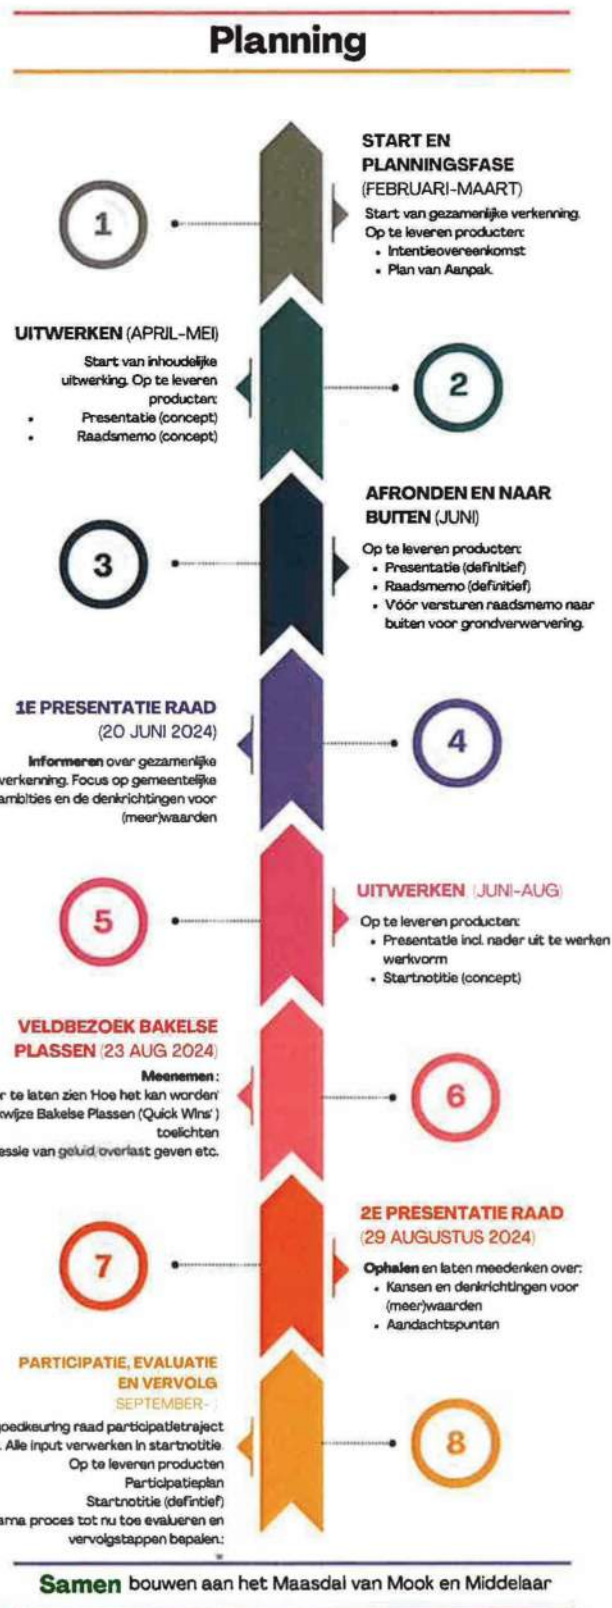 Planning
1
START EN
PLANNINGSFASE
(FEBRUARI-MAART)
Start van gezamenlijke verkenning.
Op te leveren producten:
• Intentieovereenkomst
• Plan van Aanpak.
UITWERKEN (APRIL-MEI)
Start van inhoudelijke
uitwerking. Op te leveren
producten:
• Presentatie (concept)
• Raadsmemo (concept)
2
3
AFRONDEN EN NAAR
BUITEN (JUNI)
Op te leveren producten:
• Presentatie (definitief)
• Raadsmemo (definitief)
• Vóór versturen raadsmemo naar
buiten voor grondverwervering.
1E PRESENTATIE RAAD
(20 JUNI 2024)
Informeren over gezamenlijke
verkenning. Focus op gemeentelijke
ambities en de denkrichtingen voor
(meer)waarden
4
5
UITWERKEN (JUNI-AUG)
Op te leveren producten:
• Presentatie incl. nader uit te werken
werkvorm
• Startnotitie (concept)
VELDBEZOEK BAKELSE
PLASSEN (23 AUG 2024)
Meenemen:
te laten zien 'Hoe het kan worden'
Bakelse Plassen (Quick Wins')
toelichten
van geluid/overlast geven etc.
6
7
2E PRESENTATIE RAAD
(29 AUGUSTUS 2024)
Ophalen en laten meedenken over:
• Kansen en denkrichtingen voor
(meer)waarden
• Aandachtspunten
PARTICIPATIE, EVALUATIE
EN VERVOLG
SEPTEMBER-
goedkeuring raad participatietraject
. Alle input verwerken in startnotitie.
Op te leveren producten
Participatieplan
Startnotitie (defintief)
proces tot nu toe evalueren en
vervolgstappen bepalen.:
8
Samen bouwen aan het Maasdal van Mook en Middelaar